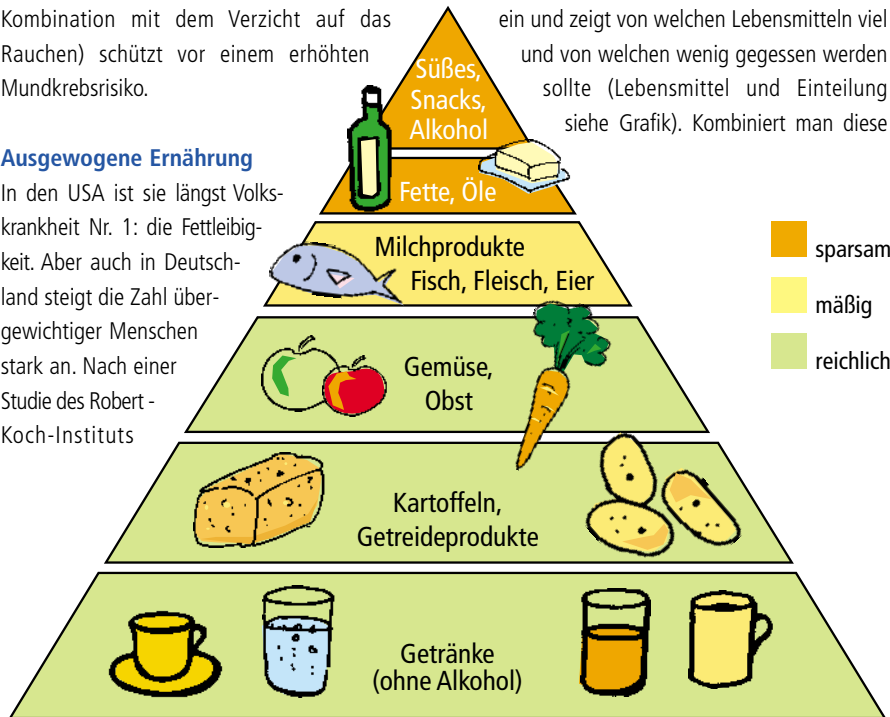 Kombination mit dem Verzicht auf das
Rauchen) schützt vor einem erhöhten
Mundkrebsrisiko.
Ausgewogene Ernährung
In den USA ist sie längst Volks-
krankheit Nr. 1: die Fettleibig-
keit. Aber auch in Deutsch-
land steigt die Zahl über-
gewichtiger Menschen
stark an. Nach einer
Studie des Robert -
Koch-Instituts
ein und zeigt von welchen Lebensmitteln viel
und von welchen wenig gegessen werden
sollte (Lebensmittel und Einteilung
siehe Grafik). Kombiniert man diese
Süßes,
Snacks,
Alkohol
Fette, Öle
Milchprodukte
Fisch, Fleisch, Eier
Gemüse,
Obst
Kartoffeln,
Getreideprodukte
Getränke
(ohne Alkohol)
sparsam
mäßig
reichlich